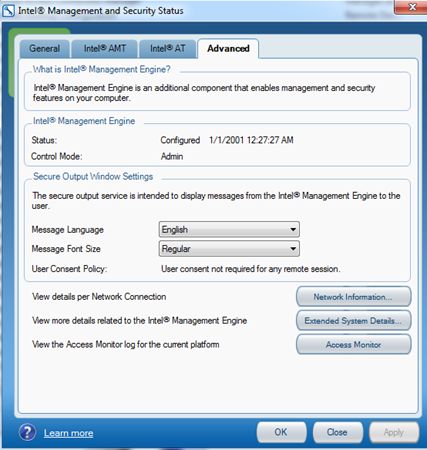 Intel® Management and Security Status
General Intel® AMT Intel® AT Advanced
What is Intel® Management Engine?
Intel® Management Engine is an additional component that enables management and security
features on your computer.
Intel® Management Engine
Status: Configured 1/1/2001 12:27:27 AM
Control Mode: Admin
Secure Output Window Settings
The secure output service is intended to display messages from the Intel® Management Engine to the
user.
Message Language English
Message Font Size Regular
User Consent Policy: User consent not required for any remote session.
View details per Network Connection Network Information...
View more details related to the Intel® Management Engine Extended System Details...
View the Access Monitor log for the current platform Access Monitor
? Learn more OK Close Apply